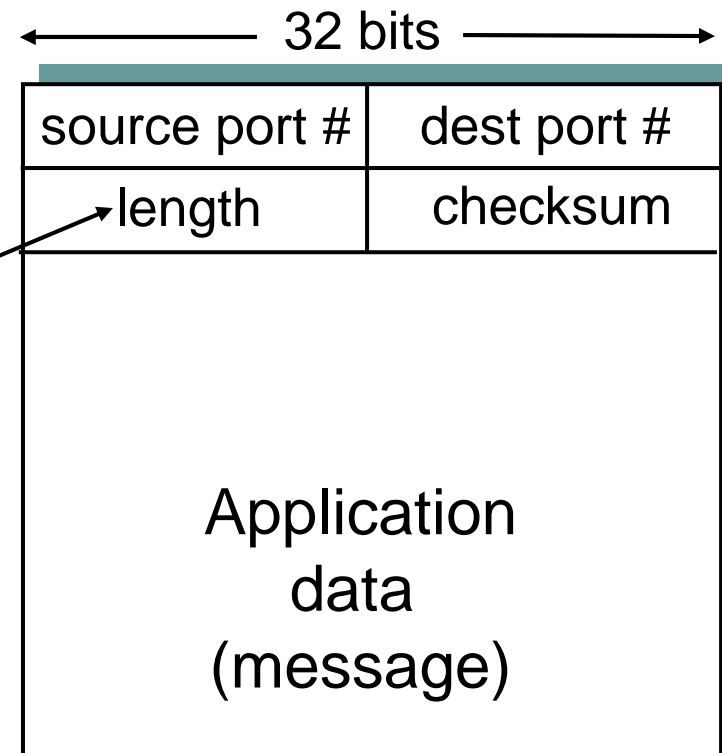 32 bits
source port # dest port #
length checksum
Application
data
(message)